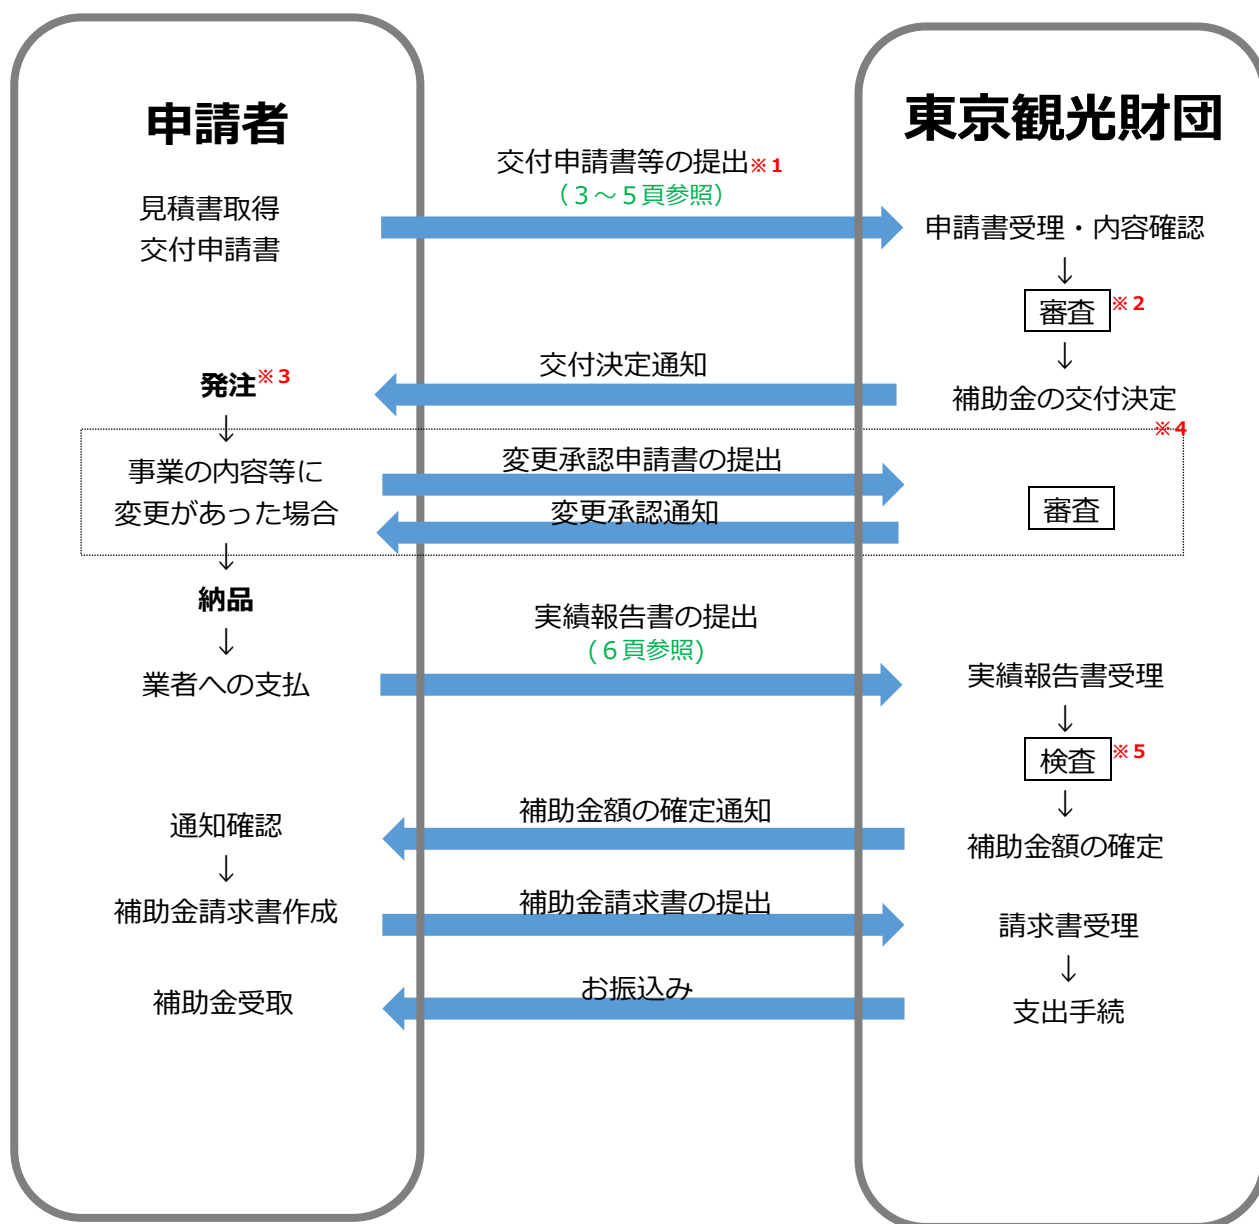 申請者
東京観光財団
交付申請書等の提出※1
(3～5頁参照)
見積書取得
交付申請書
申請書受理・内容確認
↓
審査※2
↓
交付決定通知
発注※3
補助金の交付決定
※4
↓
事業の内容等に
変更があった場合
変更承認申請書の提出
変更承認通知
審査
↓
納品
↓
業者への支払
実績報告書の提出
(6頁参照)
実績報告書受理
↓
検査※5
↓
補助金額の確定通知
通知確認
補助金額の確定
↓
補助金請求書作成
補助金請求書の提出
請求書受理
↓
お振込み
補助金受取
支出手続